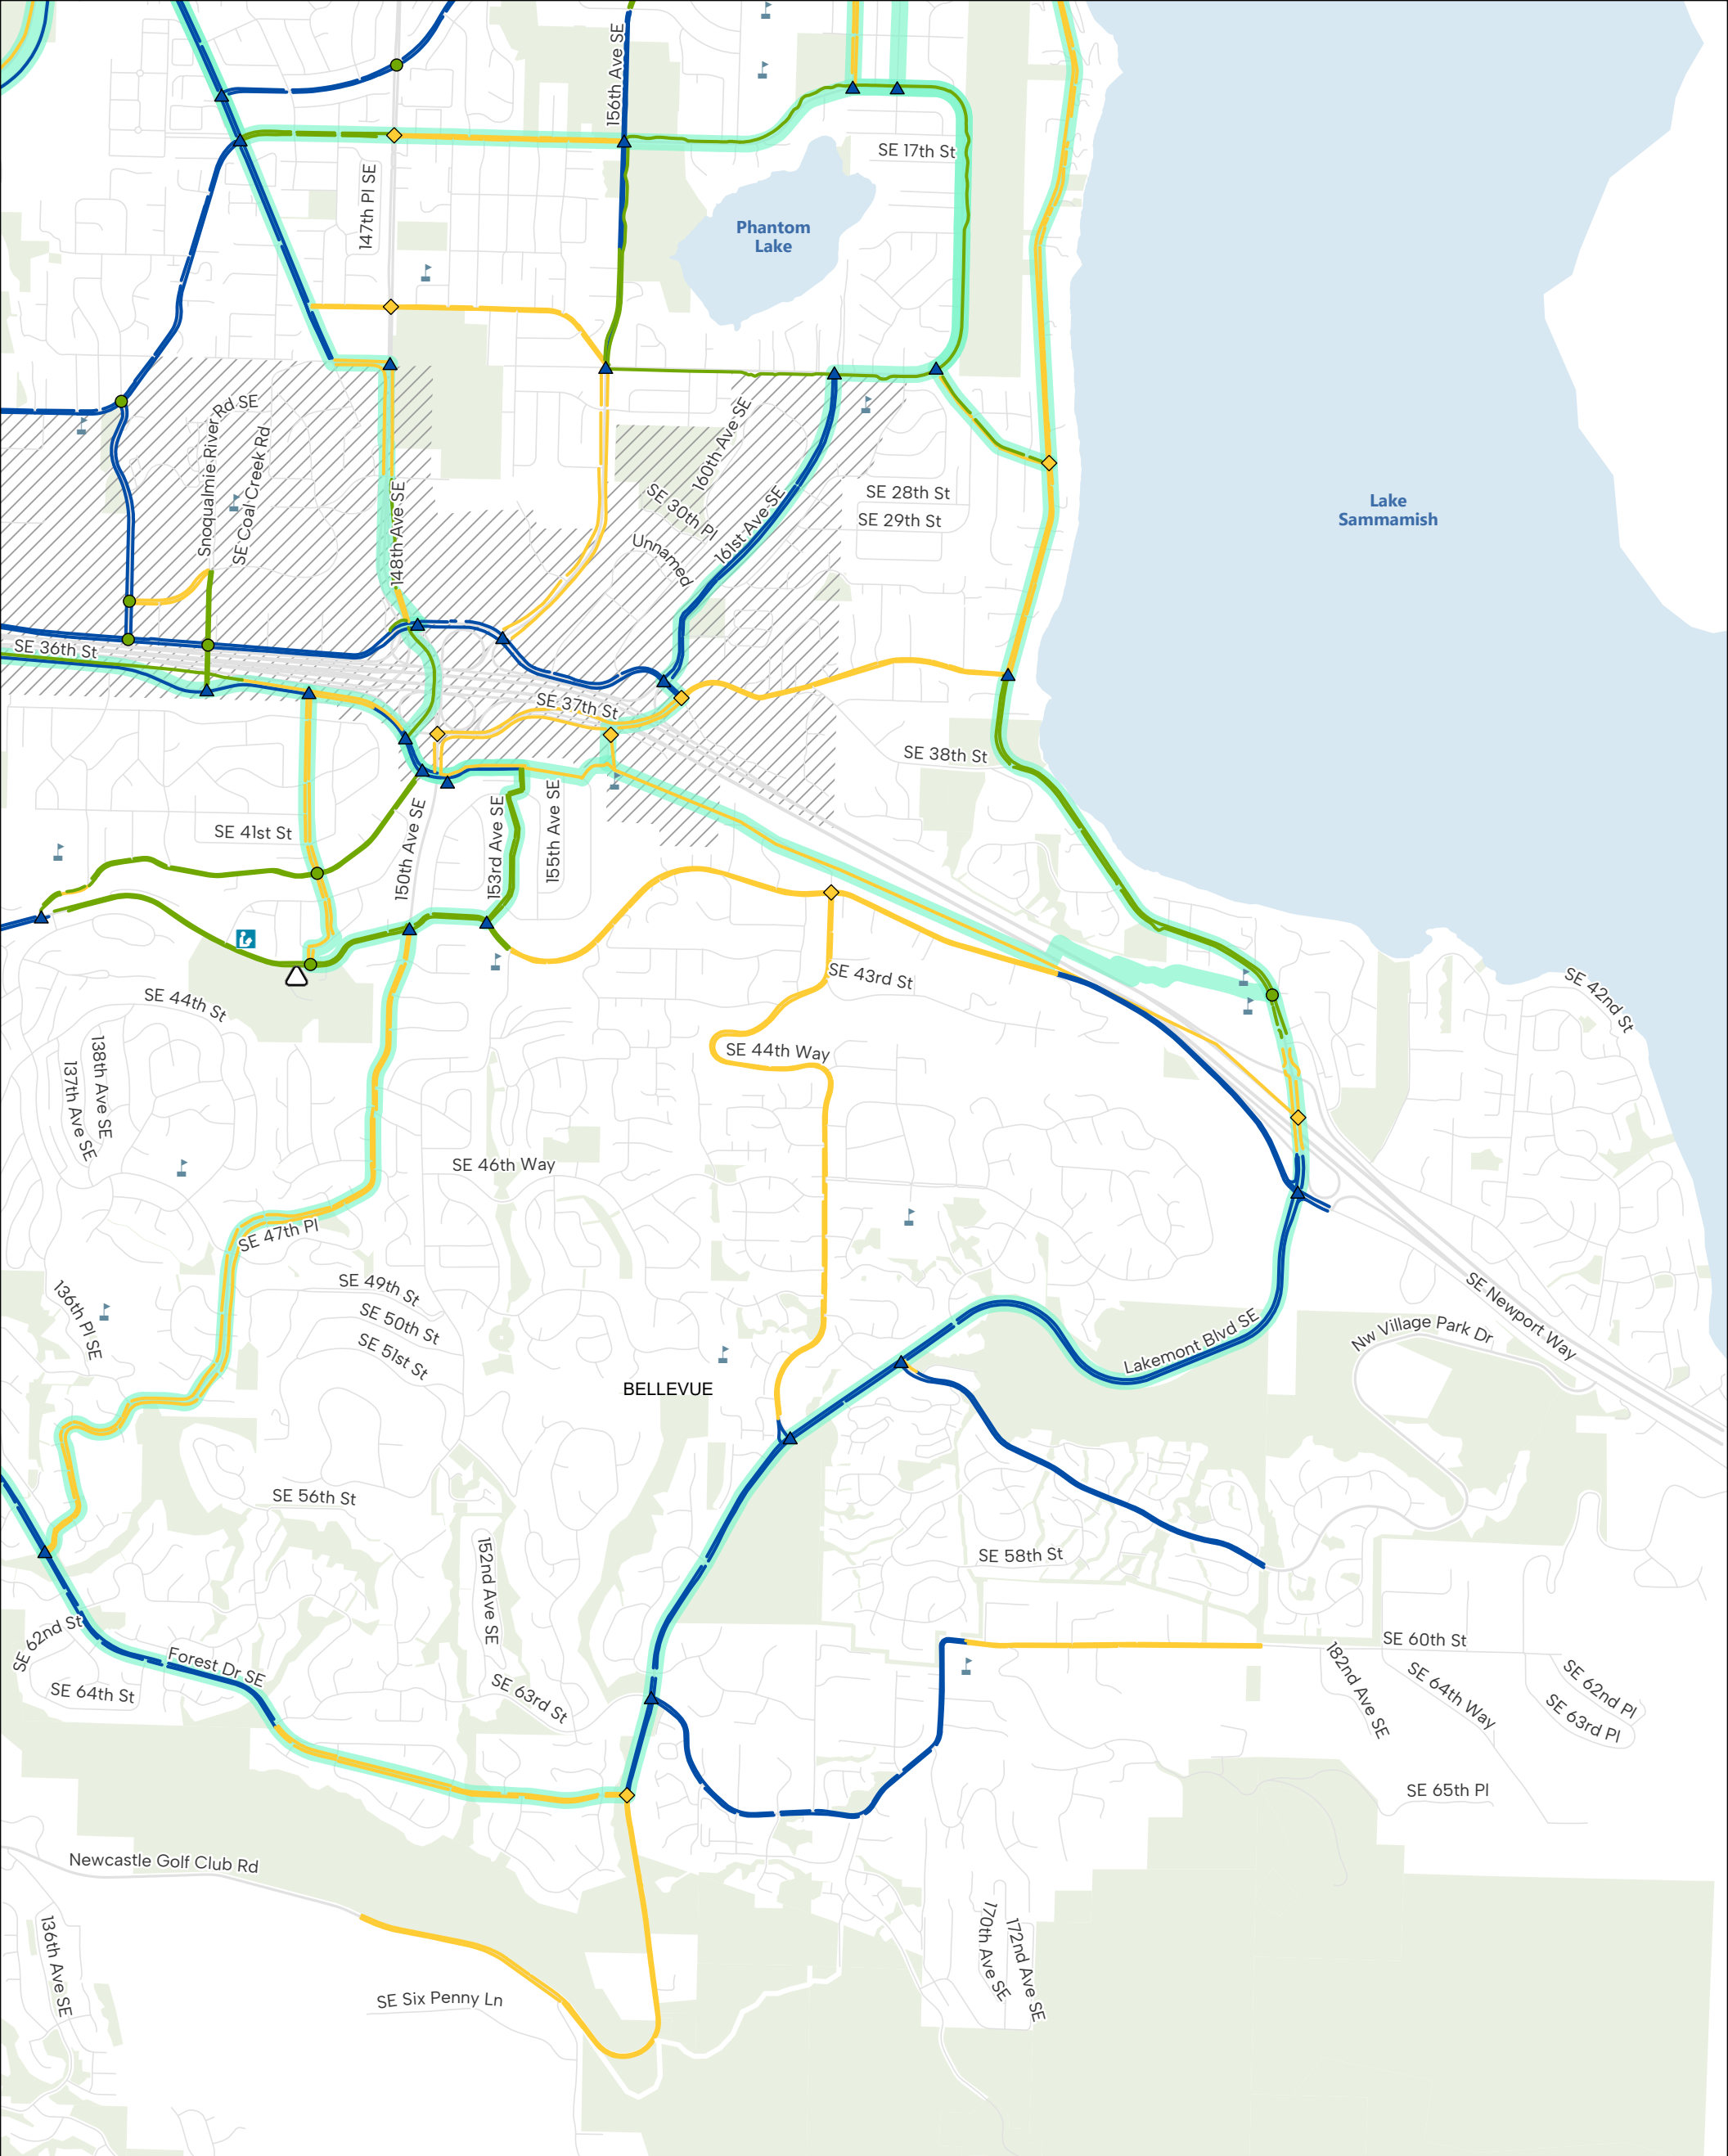 156th Ave SE
SE 17th St
147th Pl SE
Phantom
Lake
Snoqualmie River Rd SE
SE Coal Creek Rd
160th Ave SE
148th Ave SE
SE 30th Pl
161st Ave SE
SE 28th St
SE 29th St
Lake
Sammamish
Unnamed
SE 36th St
SE 37th St
SE 38th St
SE 41st St
150th Ave SE
153rd Ave SE
155th Ave SE
SE 43rd St
SE 42nd St
SE 44th St
SE 44th Way
138th Ave SE
137th Ave SE
SE 46th Way
SE 47th Pl
136th Pl SE
SE 49th St
SE 50th St
SE 51st St
Lakemont Blvd SE
Nw Village Park Dr
SE Newport Way
BELLEVUE
SE 56th St
152nd Ave SE
SE 58th St
SE 62nd St
Forest Dr SE
SE 64th St
SE 63rd St
SE 60th St
182nd Ave SE
SE 64th Way
SE 62nd Pl
SE 63rd Pl
SE 65th Pl
Newcastle Golf Club Rd
136th Ave SE
SE Six Penny Ln
170th Ave SE
172nd Ave SE